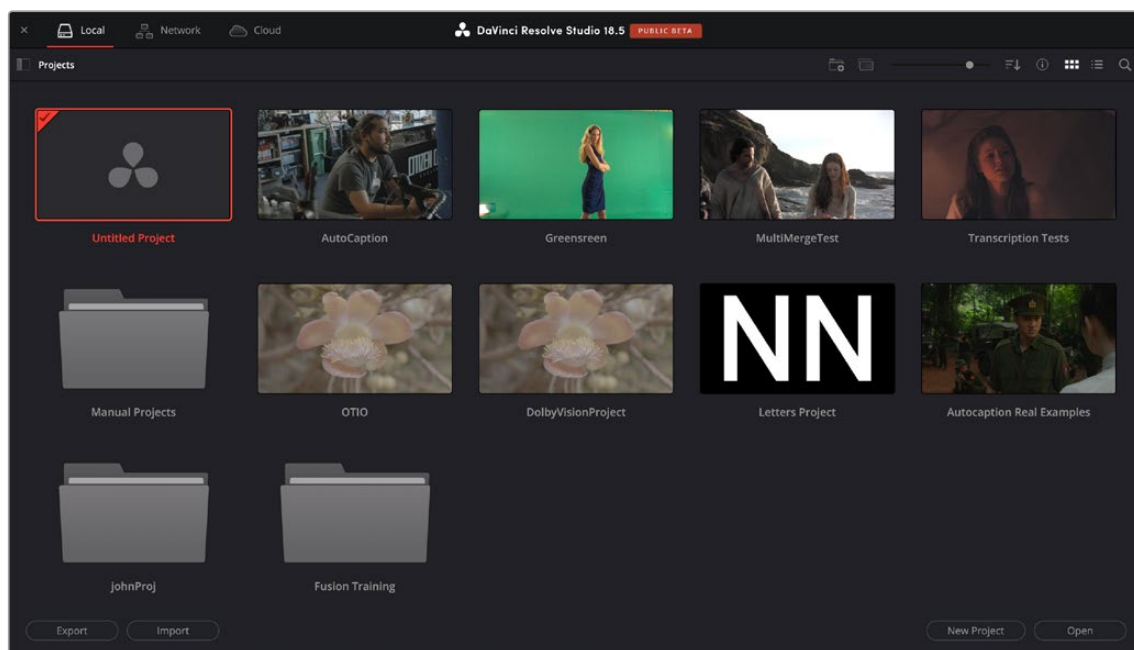 Local Network Cloud DaVinci Resolve Studio 18.5 PUBLIC BETA
Projects
Untitled Project AutoCaption Greensreen MultiMergeTest Transcription Tests
NN
Manual Projects OTIO DolbyVisionProject Letters Project Autocaption Real Examples
johnProj Fusion Training
Export Import New Project Open